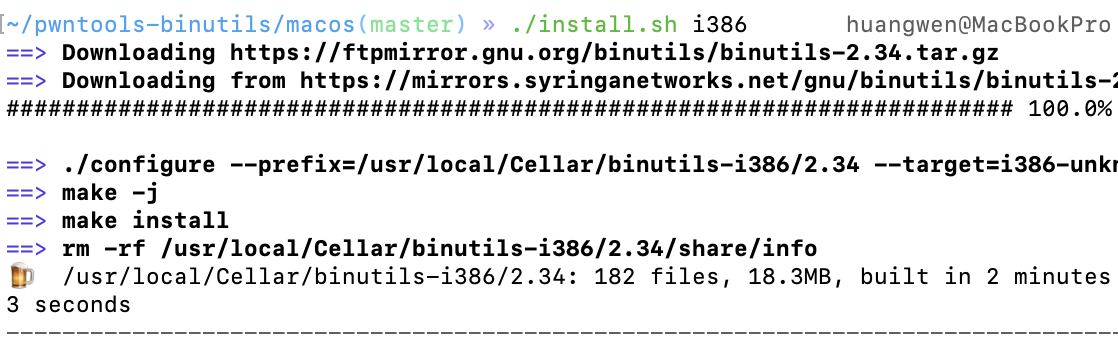 [~/pwntools-binutils/macos(master) » ./install.sh i386 huangwen@MacBookPro
==> Downloading https://ftpmirror.gnu.org/binutils/binutils-2.34.tar.gz
==> Downloading from https://mirrors.syringanetworks.net/gnu/binutils/binutils-2
######################################################################## 100.0%
==> ./configure --prefix=/usr/local/Cellar/binutils-i386/2.34 --target=i386-unkn
==> make -j
==> make install
==> rm -rf /usr/local/Cellar/binutils-i386/2.34/share/info
🍺 /usr/local/Cellar/binutils-i386/2.34: 182 files, 18.3MB, built in 2 minutes
3 seconds
--------------------------------------------------------------------------------